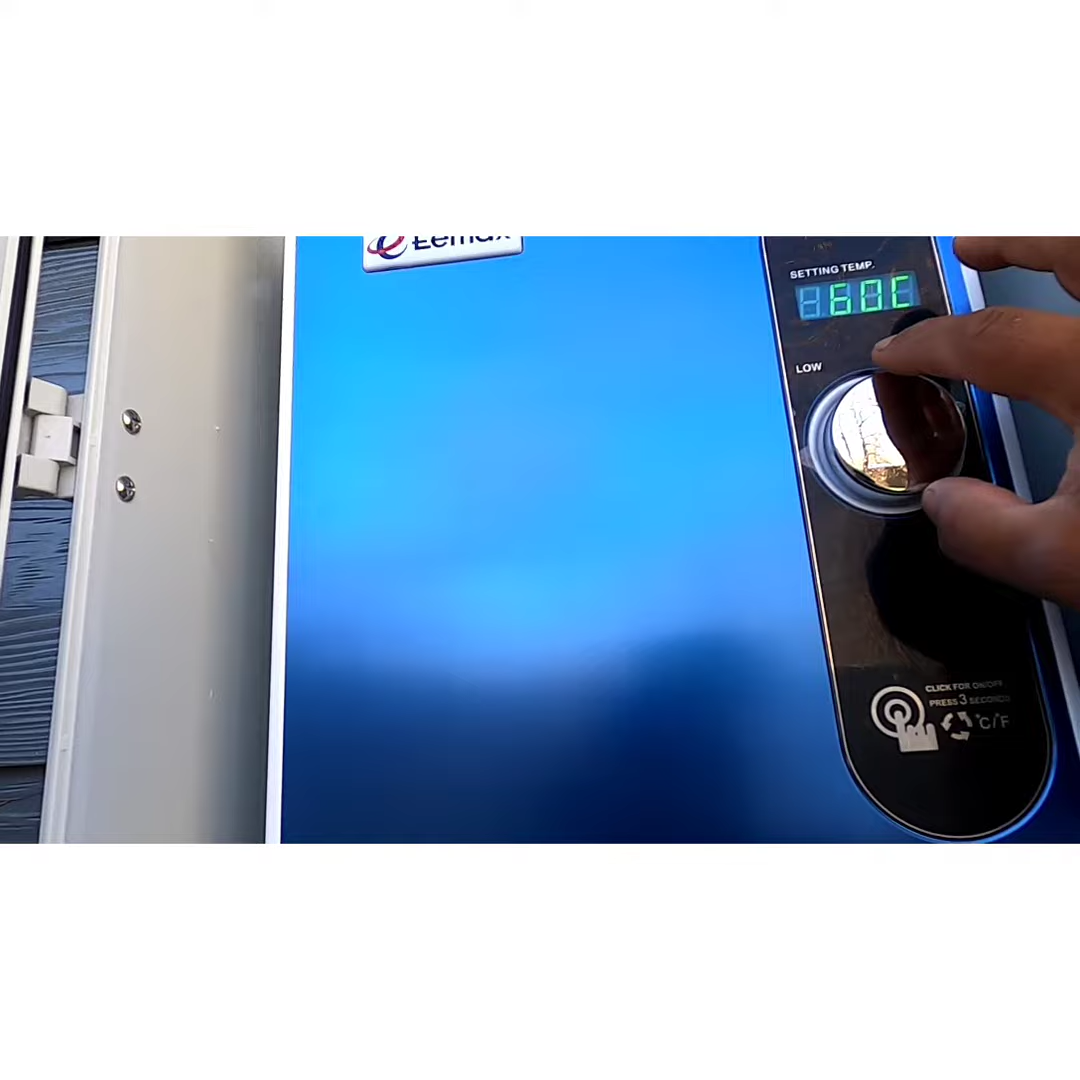 Eemax
SETTING TEMP.
60C
LOW
CLICK FOR ON/OFF
PRESS 3 SECONDS
°C/°F